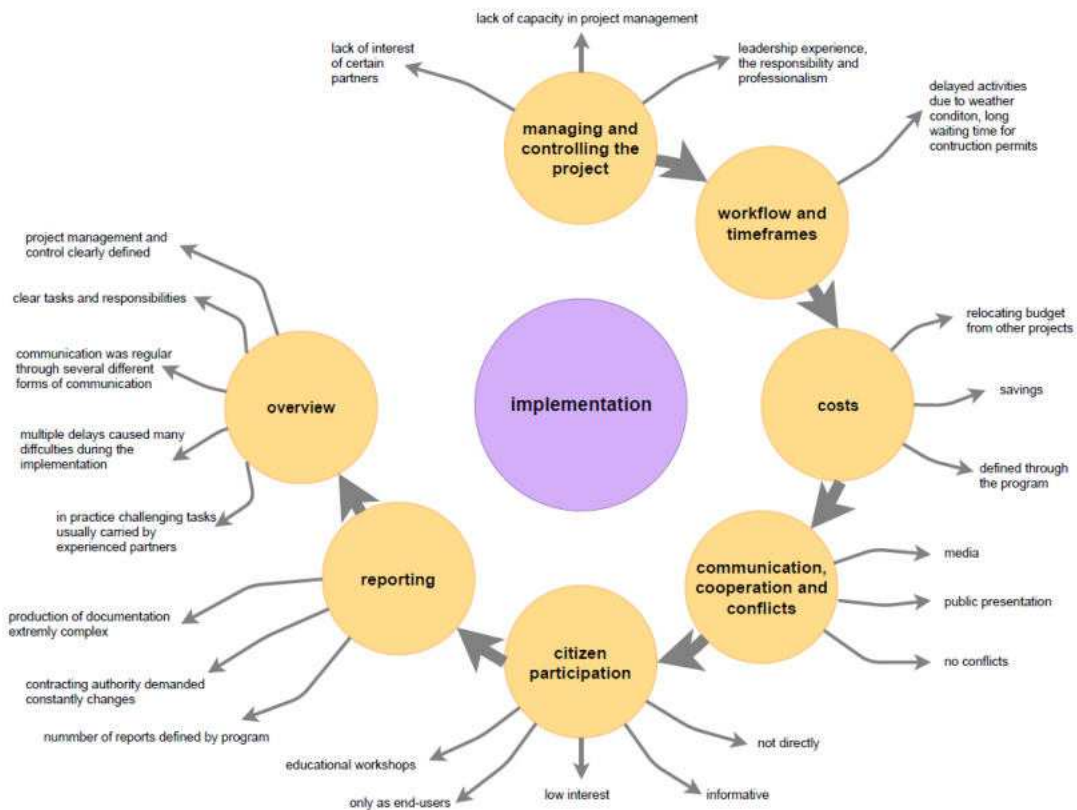 lack of capacity in project management
lack of interest
of certain
partners
leadership experience,
the responsibility and
professionalism
managing and
controlling the
project
delayed activities
due to weather
conditon, long
waiting time for
contruction permits
workflow and
timeframes
relocating budget
from other projects
costs
savings
defined through
the program
communication,
cooperation and
conflicts
media
public presentation
no conflicts
citizen
participation
not directly
informative
low interest
only as end-users
educational workshops
reporting
production of documentation
extremly complex
contracting authority demanded
constantly changes
nummber of reports defined by program
overview
project management and
control clearly defined
clear tasks and responsibilities
communication was regular
through several different
forms of communication
multiple delays caused many
diffculties during the
implementation
in practice challenging tasks
usually carried by
experienced partners
implementation